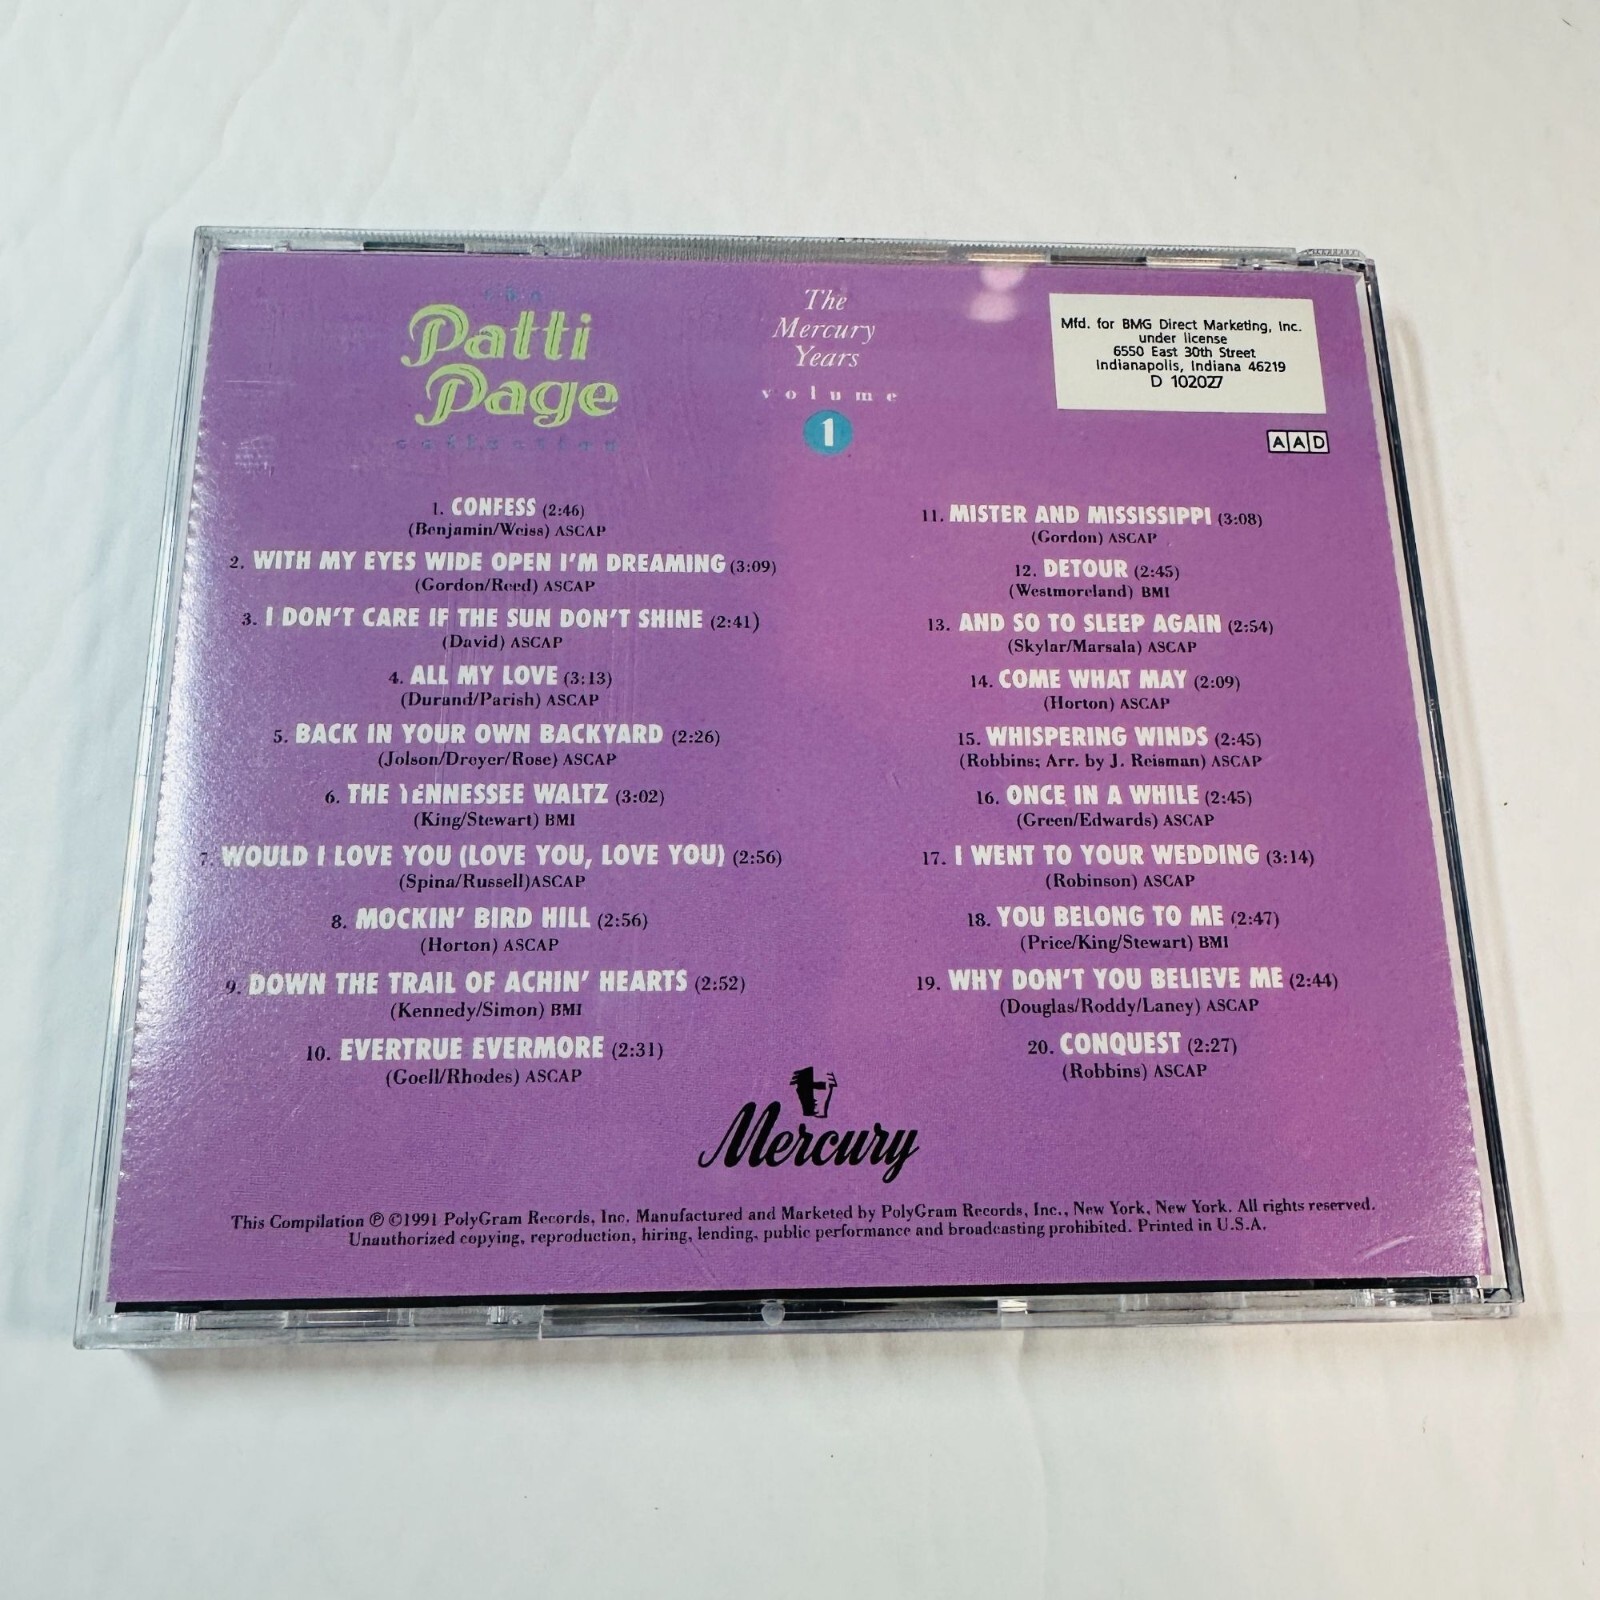 the
Patti
Page
collection
The
Mercury
Years
volume
1
Mfd. for BMG Direct Marketing, Inc.
under license
6550 East 30th Street
Indianapolis, Indiana 46219
D 102027
AAD
1. CONFESS (2:46)
(Benjamin/Weiss) ASCAP
2. WITH MY EYES WIDE OPEN I'M DREAMING (3:09)
(Gordon/Reed) ASCAP
3. I DON'T CARE IF THE SUN DON'T SHINE (2:41)
(David) ASCAP
4. ALL MY LOVE (3:13)
(Durand/Parish) ASCAP
5. BACK IN YOUR OWN BACKYARD (2:26)
(Jolson/Dreyer/Rose) ASCAP
6. THE TENNESSEE WALTZ (3:02)
(King/Stewart) BMI
7. WOULD I LOVE YOU (LOVE YOU, LOVE YOU) (2:56)
(Spina/Russell)ASCAP
8. MOCKIN' BIRD HILL (2:56)
(Horton) ASCAP
9. DOWN THE TRAIL OF ACHIN' HEARTS (2:52)
(Kennedy/Simon) BMI
10. EVERTRUE EVERMORE (2:31)
(Goell/Rhodes) ASCAP
11. MISTER AND MISSISSIPPI (3:08)
(Gordon) ASCAP
12. DETOUR (2:45)
(Westmoreland) BMI
13. AND SO TO SLEEP AGAIN (2:54)
(Skylar/Marsala) ASCAP
14. COME WHAT MAY (2:09)
(Horton) ASCAP
15. WHISPERING WINDS (2:45)
(Robbins; Arr. by J. Reisman) ASCAP
16. ONCE IN A WHILE (2:45)
(Green/Edwards) ASCAP
17. I WENT TO YOUR WEDDING (3:14)
(Robinson) ASCAP
18. YOU BELONG TO ME (2:47)
(Price/King/Stewart) BMI
19. WHY DON'T YOU BELIEVE ME (2:44)
(Douglas/Roddy/Laney) ASCAP
20. CONQUEST (2:27)
(Robbins) ASCAP
Mercury
This Compilation ℗ ©1991 PolyGram Records, Inc. Manufactured and Marketed by PolyGram Records, Inc., New York, New York. All rights reserved.
Unauthorized copying, reproduction, hiring, lending, public performance and broadcasting prohibited. Printed in U.S.A.